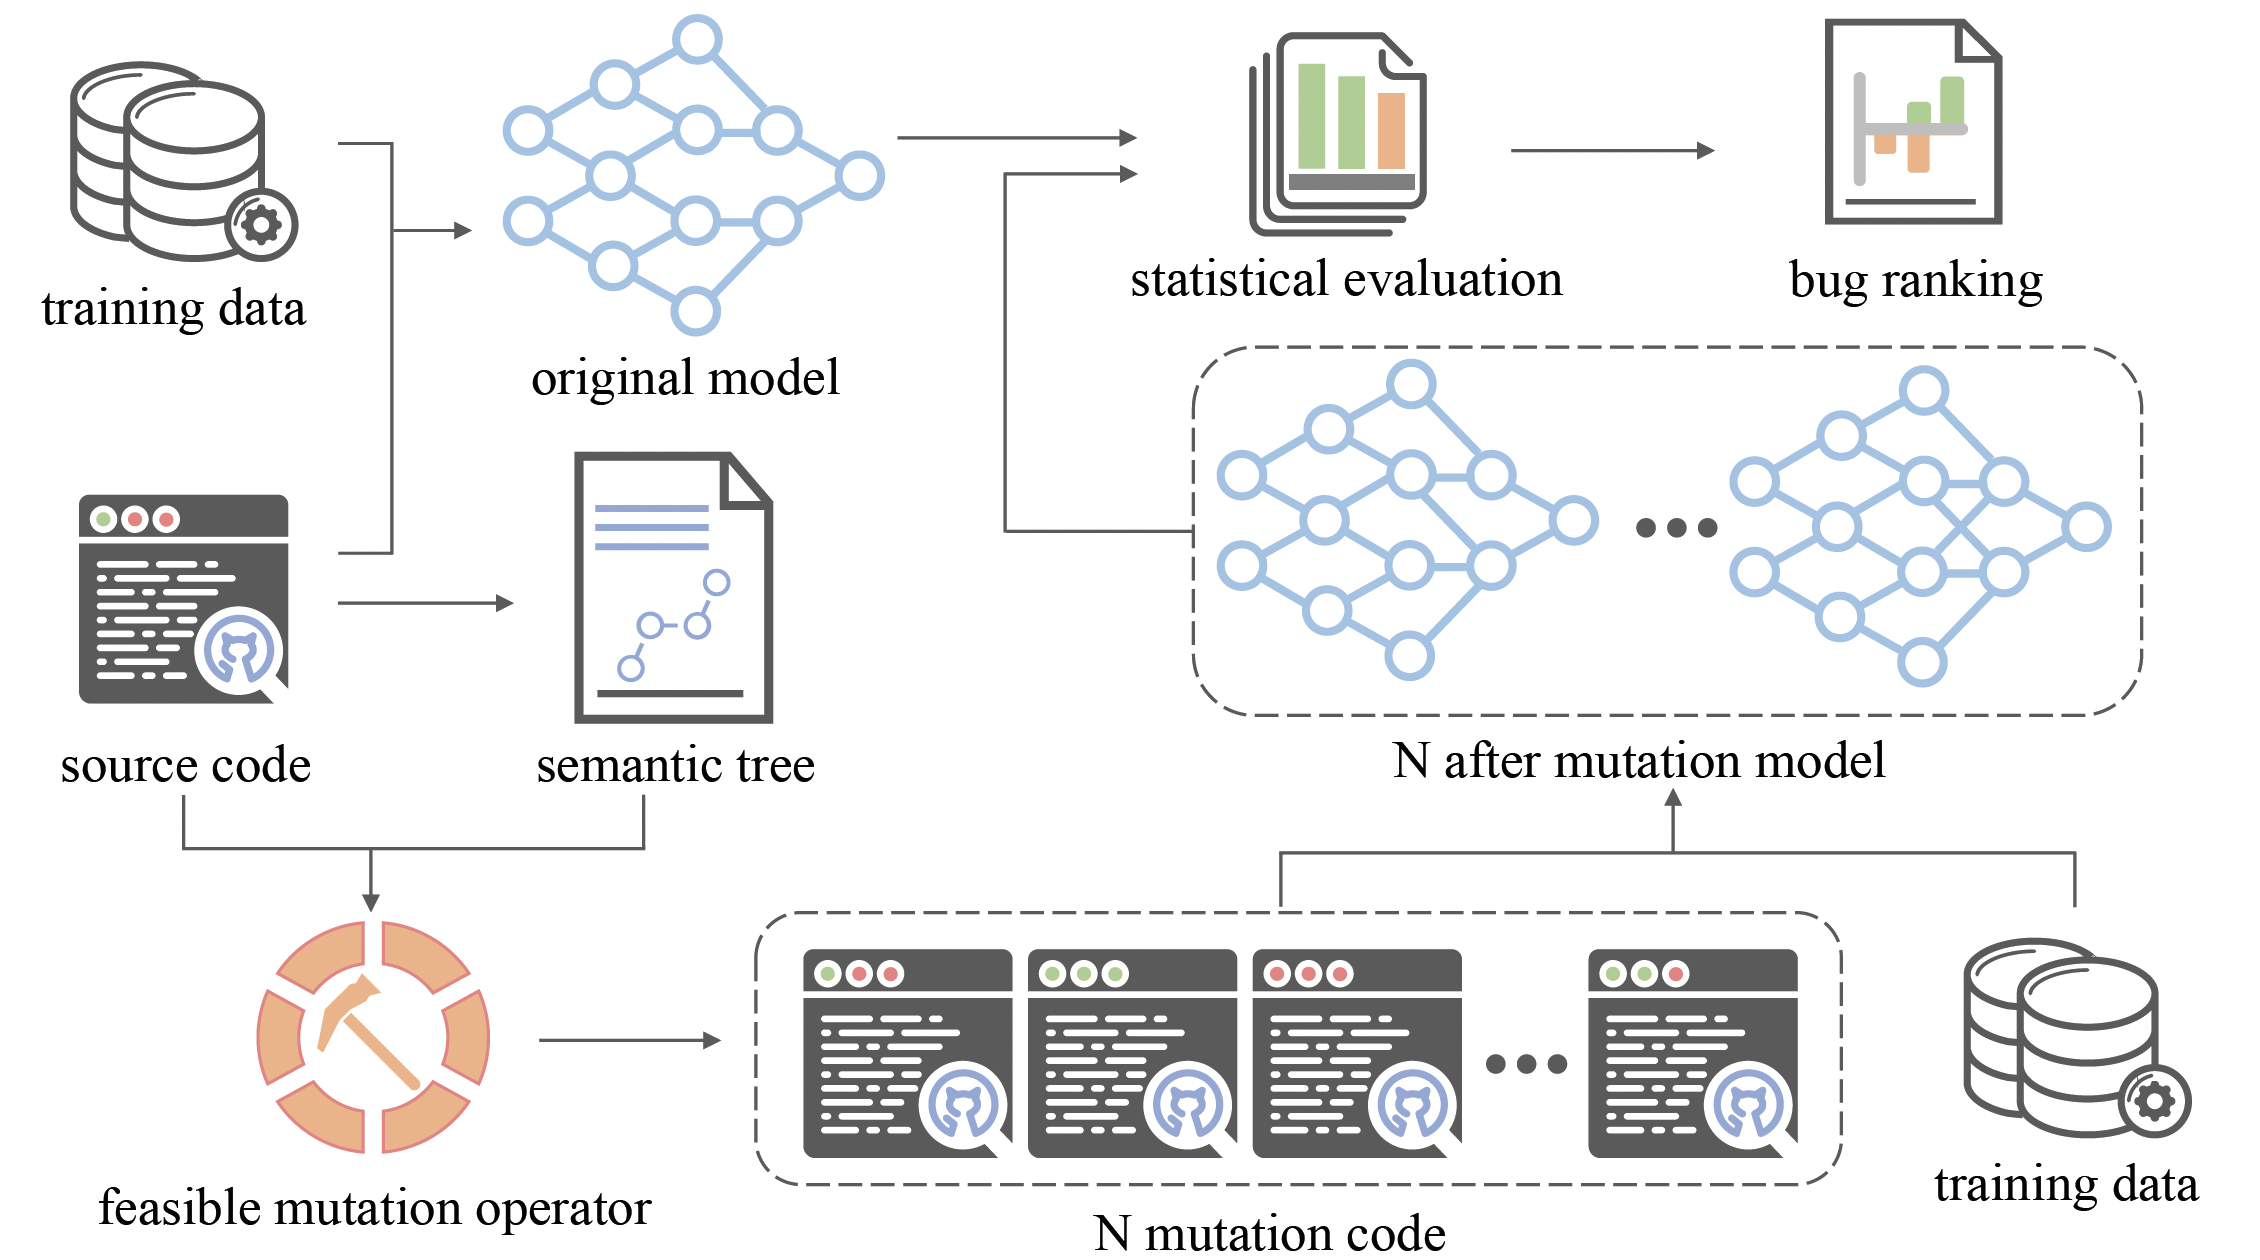 training data
original model
statistical evaluation
bug ranking
source code
semantic tree
N after mutation model
feasible mutation operator
N mutation code
training data